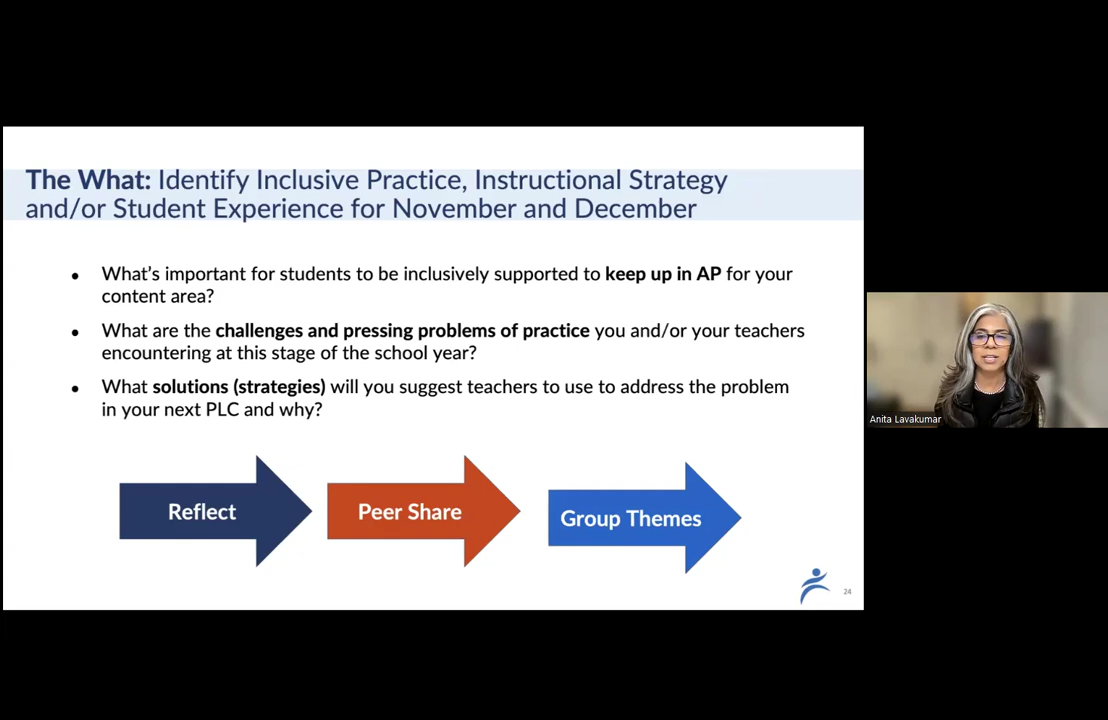 The What: Identify Inclusive Practice, Instructional Strategy
and/or Student Experience for November and December
• What's important for students to be inclusively supported to keep up in AP for your
content area?
• What are the challenges and pressing problems of practice you and/or your teachers
encountering at this stage of the school year?
• What solutions (strategies) will you suggest teachers to use to address the problem
in your next PLC and why?
Reflect
Peer Share
Group Themes
24
Anita Lavakumar